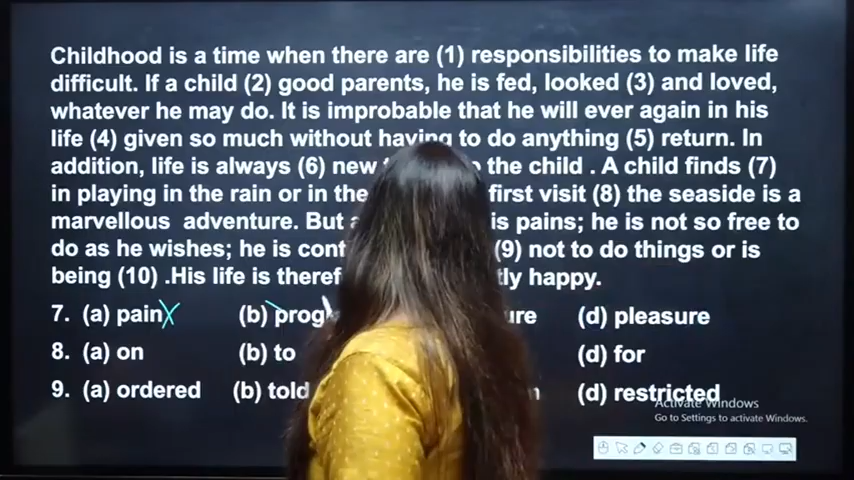 Childhood is a time when there are (1) responsibilities to make life
difficult. If a child (2) good parents, he is fed, looked (3) and loved,
whatever he may do. It is improbable that he will ever again in his
life (4) given so much without having to do anything (5) return. In
addition, life is always (6) new the child . A child finds (7)
in playing in the rain or in the first visit (8) the seaside is a
marvellous adventure. But is pains; he is not so free to
do as he wishes; he is (9) not to do things or is
being (10) .His life is happy.
7. (a) pain (b) (d) pleasure
8. (a) on (b) to (d) for
9. (a) ordered (b) told (d) restricted
Activate Windows
Go to Settings to activate Windows.